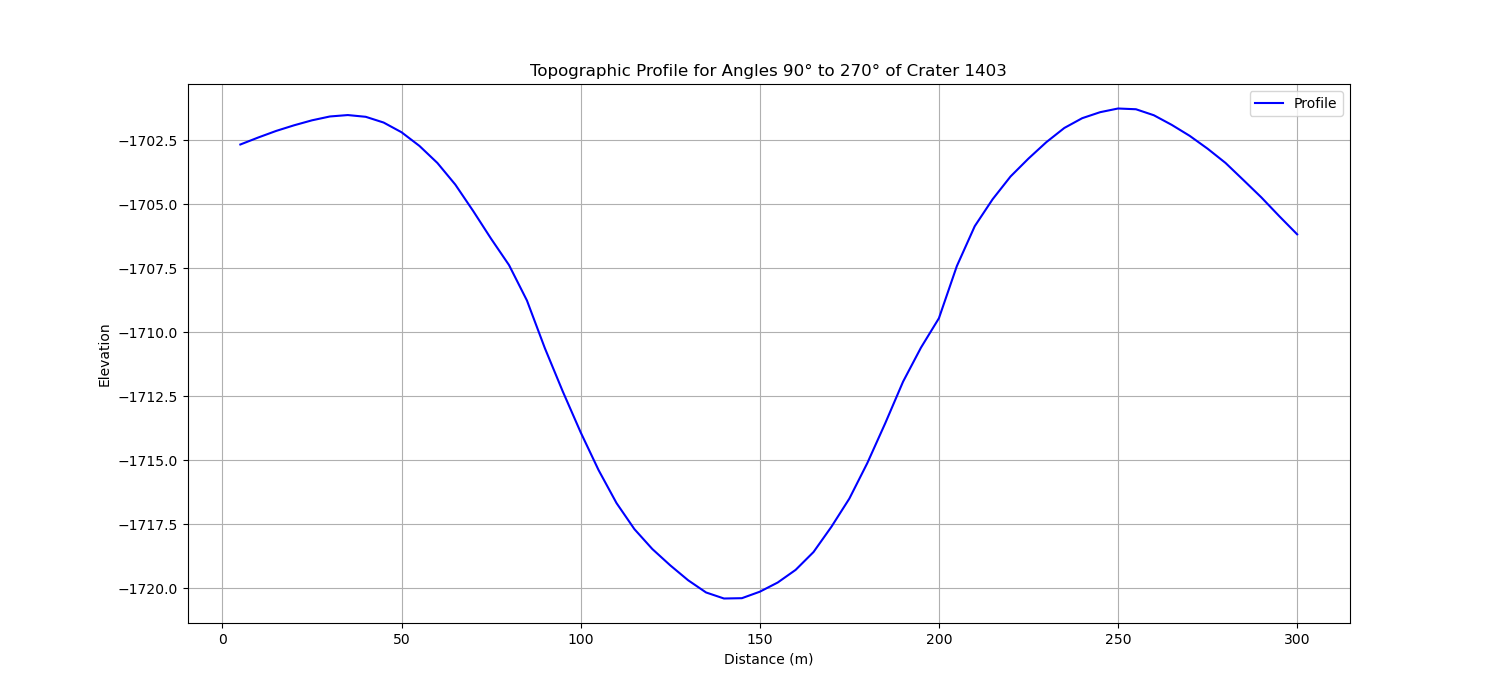 Topographic Profile for Angles 90° to 270° of Crater 1403
Profile
−1702.5
−1705.0
−1707.5
−1710.0
−1712.5
−1715.0
−1717.5
−1720.0
Elevation
0 50 100 150 200 250 300
Distance (m)